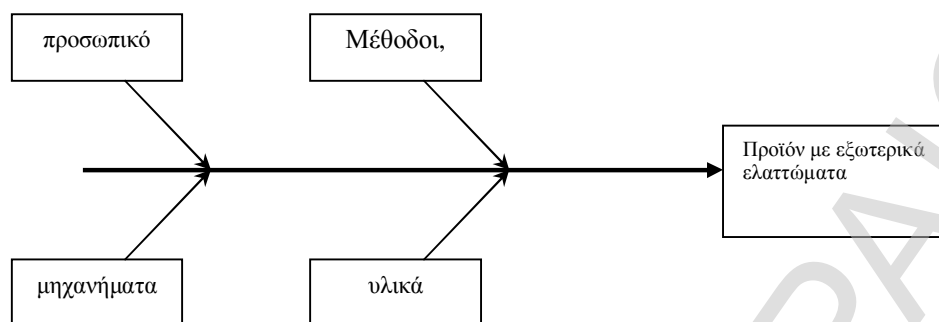 προσωπικό
Μέθοδοι,
Προϊόν με εξωτερικά
ελαττώματα
μηχανήματα
υλικά